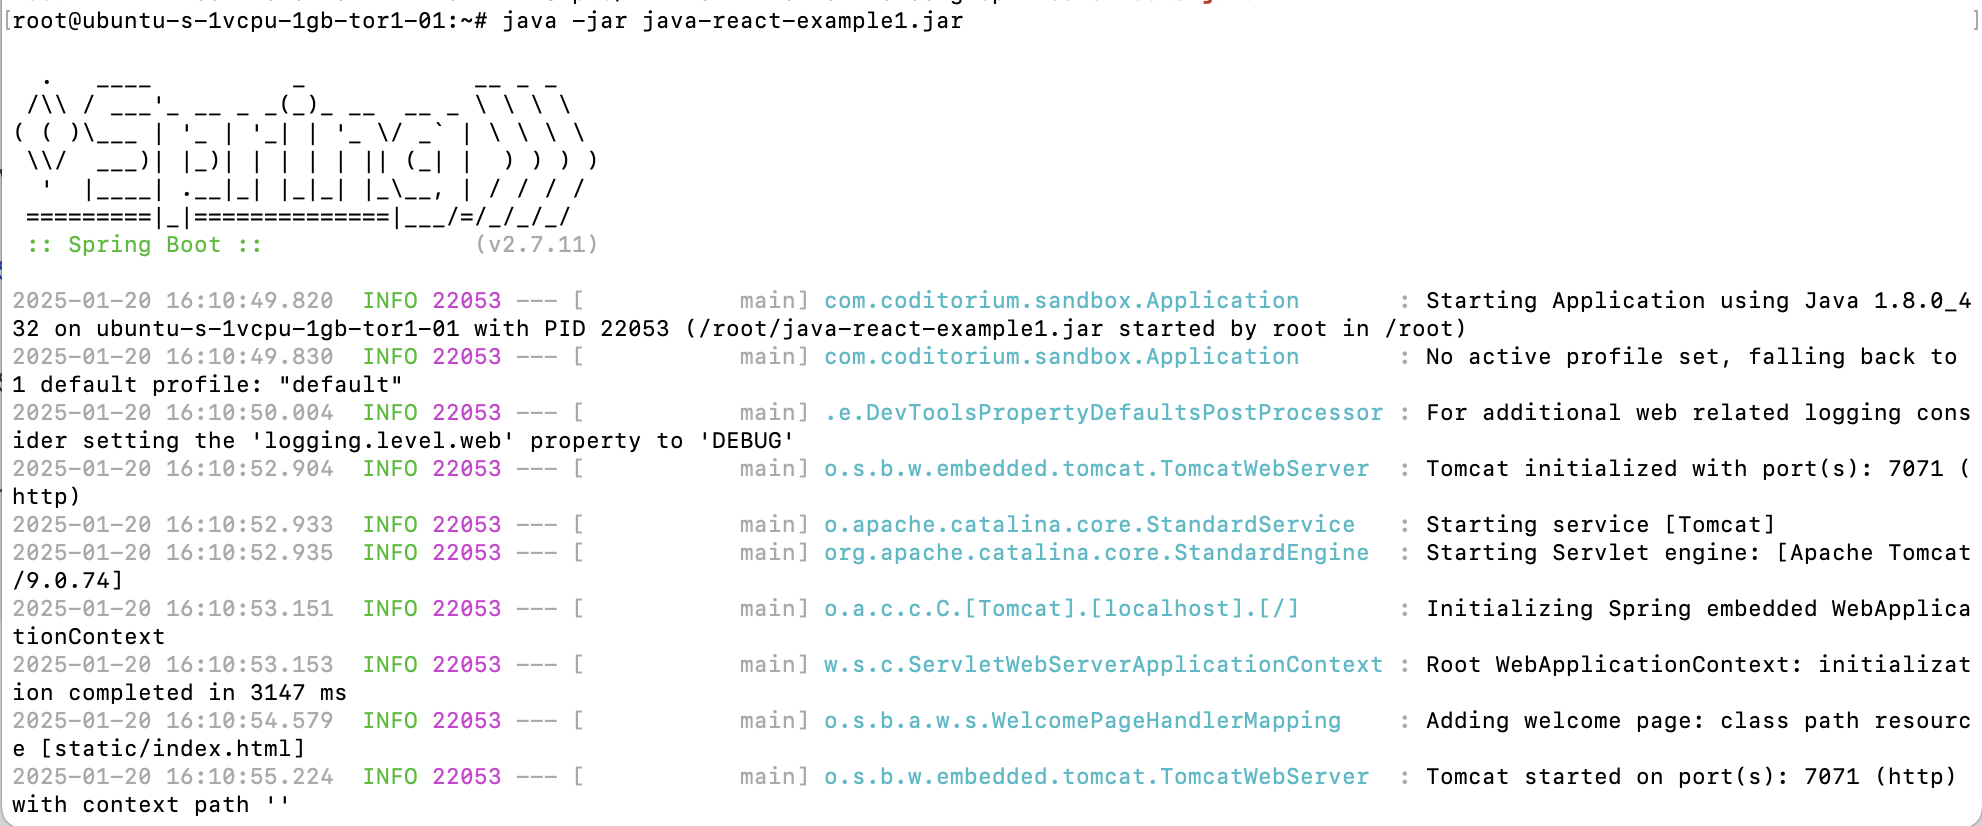 [root@ubuntu-s-1vcpu-1gb-tor1-01:~# java -jar java-react-example1.jar ]
  .   ____          _            __ _ _
 /\\ / ___'_ __ _ _(_)_ __  __ _ \ \ \ \
( ( )\___ | '_ | '_| | '_ \/ _` | \ \ \ \
 \\/  ___)| |_)| | | | | || (_| |  ) ) ) )
  '  |____| .__|_| |_|_| |_\__, | / / / /
 =========|_|==============|___/=/_/_/_/
 :: Spring Boot ::               (v2.7.11)
2025-01-20 16:10:49.820  INFO 22053 --- [           main] com.coditorium.sandbox.Application       : Starting Application using Java 1.8.0_4
32 on ubuntu-s-1vcpu-1gb-tor1-01 with PID 22053 (/root/java-react-example1.jar started by root in /root)
2025-01-20 16:10:49.830  INFO 22053 --- [           main] com.coditorium.sandbox.Application       : No active profile set, falling back to
1 default profile: "default"
2025-01-20 16:10:50.004  INFO 22053 --- [           main] .e.DevToolsPropertyDefaultsPostProcessor : For additional web related logging cons
ider setting the 'logging.level.web' property to 'DEBUG'
2025-01-20 16:10:52.904  INFO 22053 --- [           main] o.s.b.w.embedded.tomcat.TomcatWebServer  : Tomcat initialized with port(s): 7071 (
http)
2025-01-20 16:10:52.933  INFO 22053 --- [           main] o.apache.catalina.core.StandardService   : Starting service [Tomcat]
2025-01-20 16:10:52.935  INFO 22053 --- [           main] org.apache.catalina.core.StandardEngine  : Starting Servlet engine: [Apache Tomcat
/9.0.74]
2025-01-20 16:10:53.151  INFO 22053 --- [           main] o.a.c.c.C.[Tomcat].[localhost].[/]       : Initializing Spring embedded WebApplica
tionContext
2025-01-20 16:10:53.153  INFO 22053 --- [           main] w.s.c.ServletWebServerApplicationContext : Root WebApplicationContext: initializat
ion completed in 3147 ms
2025-01-20 16:10:54.579  INFO 22053 --- [           main] o.s.b.a.w.s.WelcomePageHandlerMapping    : Adding welcome page: class path resourc
e [static/index.html]
2025-01-20 16:10:55.224  INFO 22053 --- [           main] o.s.b.w.embedded.tomcat.TomcatWebServer  : Tomcat started on port(s): 7071 (http)
with context path ''